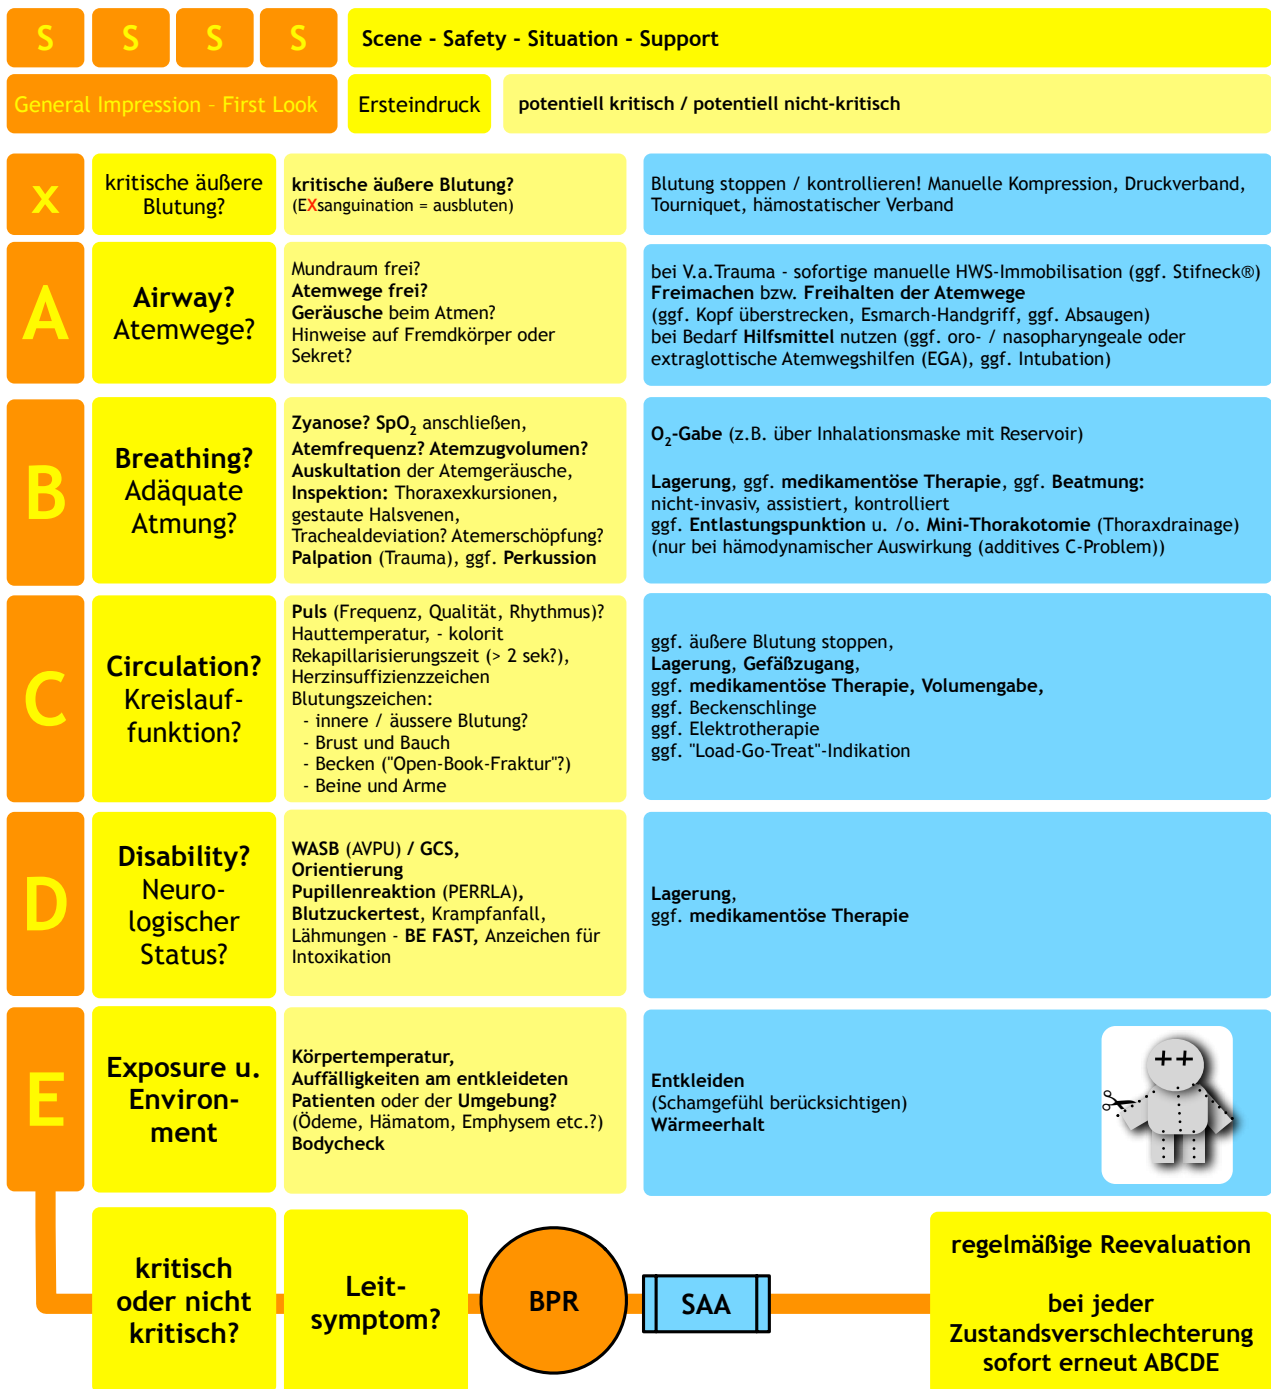 S S S S
Scene - Safety - Situation - Support
General Impression – First Look
Ersteindruck
potentiell kritisch / potentiell nicht-kritisch
x
kritische äußere
Blutung?
kritische äußere Blutung?
(EXsanguination = ausbluten)
Blutung stoppen / kontrollieren! Manuelle Kompression, Druckverband,
Tourniquet, hämostatischer Verband
A
Airway?
Atemwege?
Mundraum frei?
Atemwege frei?
Geräusche beim Atmen?
Hinweise auf Fremdkörper oder
Sekret?
bei V.a.Trauma - sofortige manuelle HWS-Immobilisation (ggf. Stifneck®)
Freimachen bzw. Freihalten der Atemwege
(ggf. Kopf überstrecken, Esmarch-Handgriff, ggf. Absaugen)
bei Bedarf Hilfsmittel nutzen (ggf. oro- / nasopharyngeale oder
extraglottische Atemwegshilfen (EGA), ggf. Intubation)
B
Breathing?
Adäquate
Atmung?
Zyanose? SpO2 anschließen,
Atemfrequenz? Atemzugvolumen?
Auskultation der Atemgeräusche,
Inspektion: Thoraxexkursionen,
gestaute Halsvenen,
Trachealdeviation? Atemerschöpfung?
Palpation (Trauma), ggf. Perkussion
O2-Gabe (z.B. über Inhalationsmaske mit Reservoir)
Lagerung, ggf. medikamentöse Therapie, ggf. Beatmung:
nicht-invasiv, assistiert, kontrolliert
ggf. Entlastungspunktion u. /o. Mini-Thorakotomie (Thoraxdrainage)
(nur bei hämodynamischer Auswirkung (additives C-Problem))
C
Circulation?
Kreislauf-
funktion?
Puls (Frequenz, Qualität, Rhythmus)?
Hauttemperatur, - kolorit
Rekapillarisierungszeit (> 2 sek?),
Herzinsuffizienzzeichen
Blutungszeichen:
- innere / äussere Blutung?
- Brust und Bauch
- Becken ("Open-Book-Fraktur"?)
- Beine und Arme
ggf. äußere Blutung stoppen,
Lagerung, Gefäßzugang,
ggf. medikamentöse Therapie, Volumengabe,
ggf. Beckenschlinge
ggf. Elektrotherapie
ggf. "Load-Go-Treat"-Indikation
D
Disability?
Neuro-
logischer
Status?
WASB (AVPU) / GCS,
Orientierung
Pupillenreaktion (PERRLA),
Blutzuckertest, Krampfanfall,
Lähmungen - BE FAST, Anzeichen für
Intoxikation
Lagerung,
ggf. medikamentöse Therapie
E
Exposure u.
Environ-
ment
Körpertemperatur,
Auffälligkeiten am entkleideten
Patienten oder der Umgebung?
(Ödeme, Hämatom, Emphysem etc.?)
Bodycheck
Entkleiden
(Schamgefühl berücksichtigen)
Wärmeerhalt
kritisch
oder nicht
kritisch?
Leit-
symptom?
BPR
SAA
regelmäßige Reevaluation
bei jeder
Zustandsverschlechterung
sofort erneut ABCDE